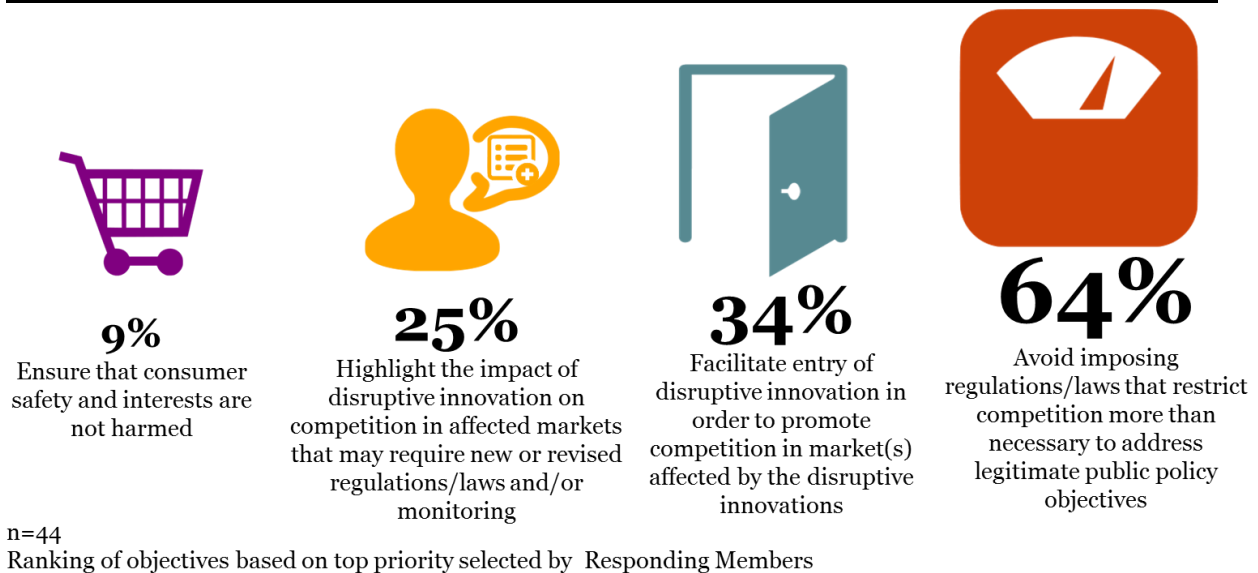 9%
Ensure that consumer
safety and interests are
not harmed
25%
Highlight the impact of
disruptive innovation on
competition in affected markets
that may require new or revised
regulations/laws and/or
monitoring
34%
Facilitate entry of
disruptive innovation in
order to promote
competition in market(s)
affected by the disruptive
innovations
64%
Avoid imposing
regulations/laws that restrict
competition more than
necessary to address
legitimate public policy
objectives
n=44
Ranking of objectives based on top priority selected by Responding Members